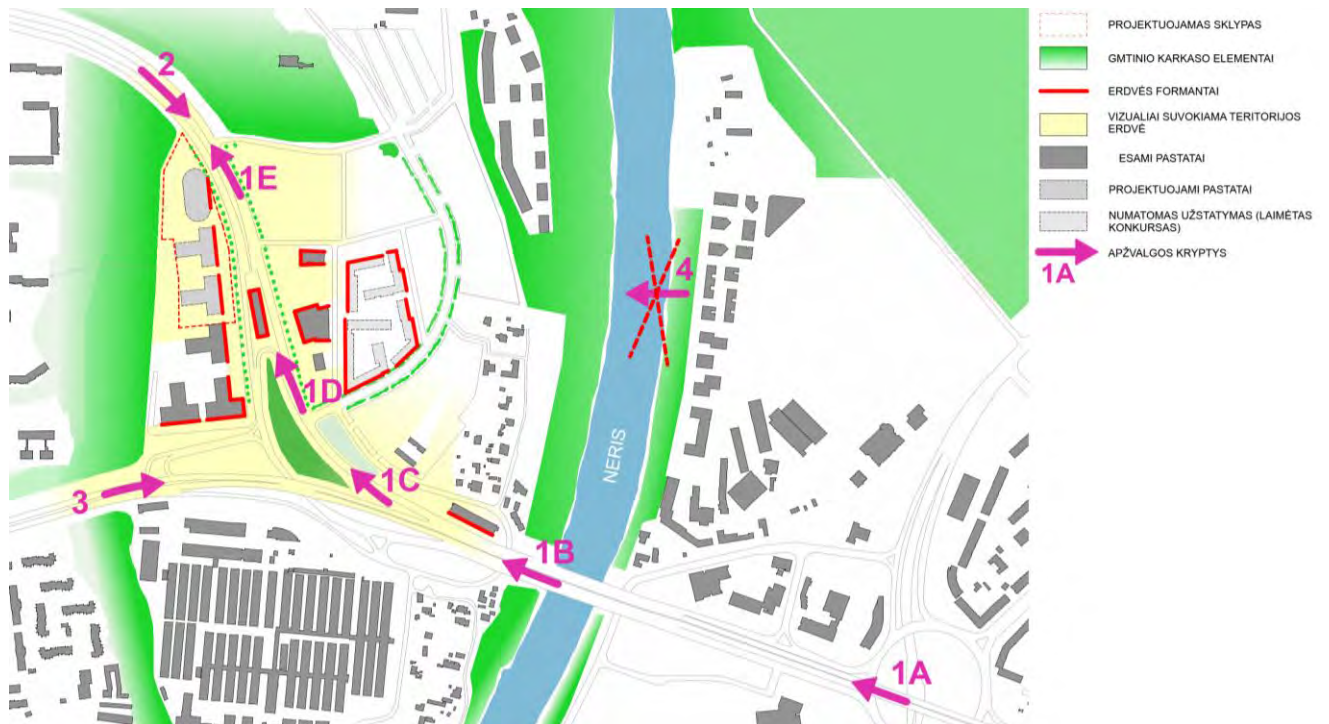 2
1E
1D
1C
3
1B
1A
4
NERIS
PROJEKTUOJAMAS SKLYPAS
GMTINIO KARKASO ELEMENTAI
ERDVĖS FORMANTAI
VIZUALIAI SUVOKIAMA TERITORIJOS
ERDVĖ
ESAMI PASTATAI
PROJEKTUOJAMI PASTATAI
NUMATOMAS UŽSTATYMAS (LAIMĖTAS
KONKURSAS)
APŽVALGOS KRYPTYS
1A